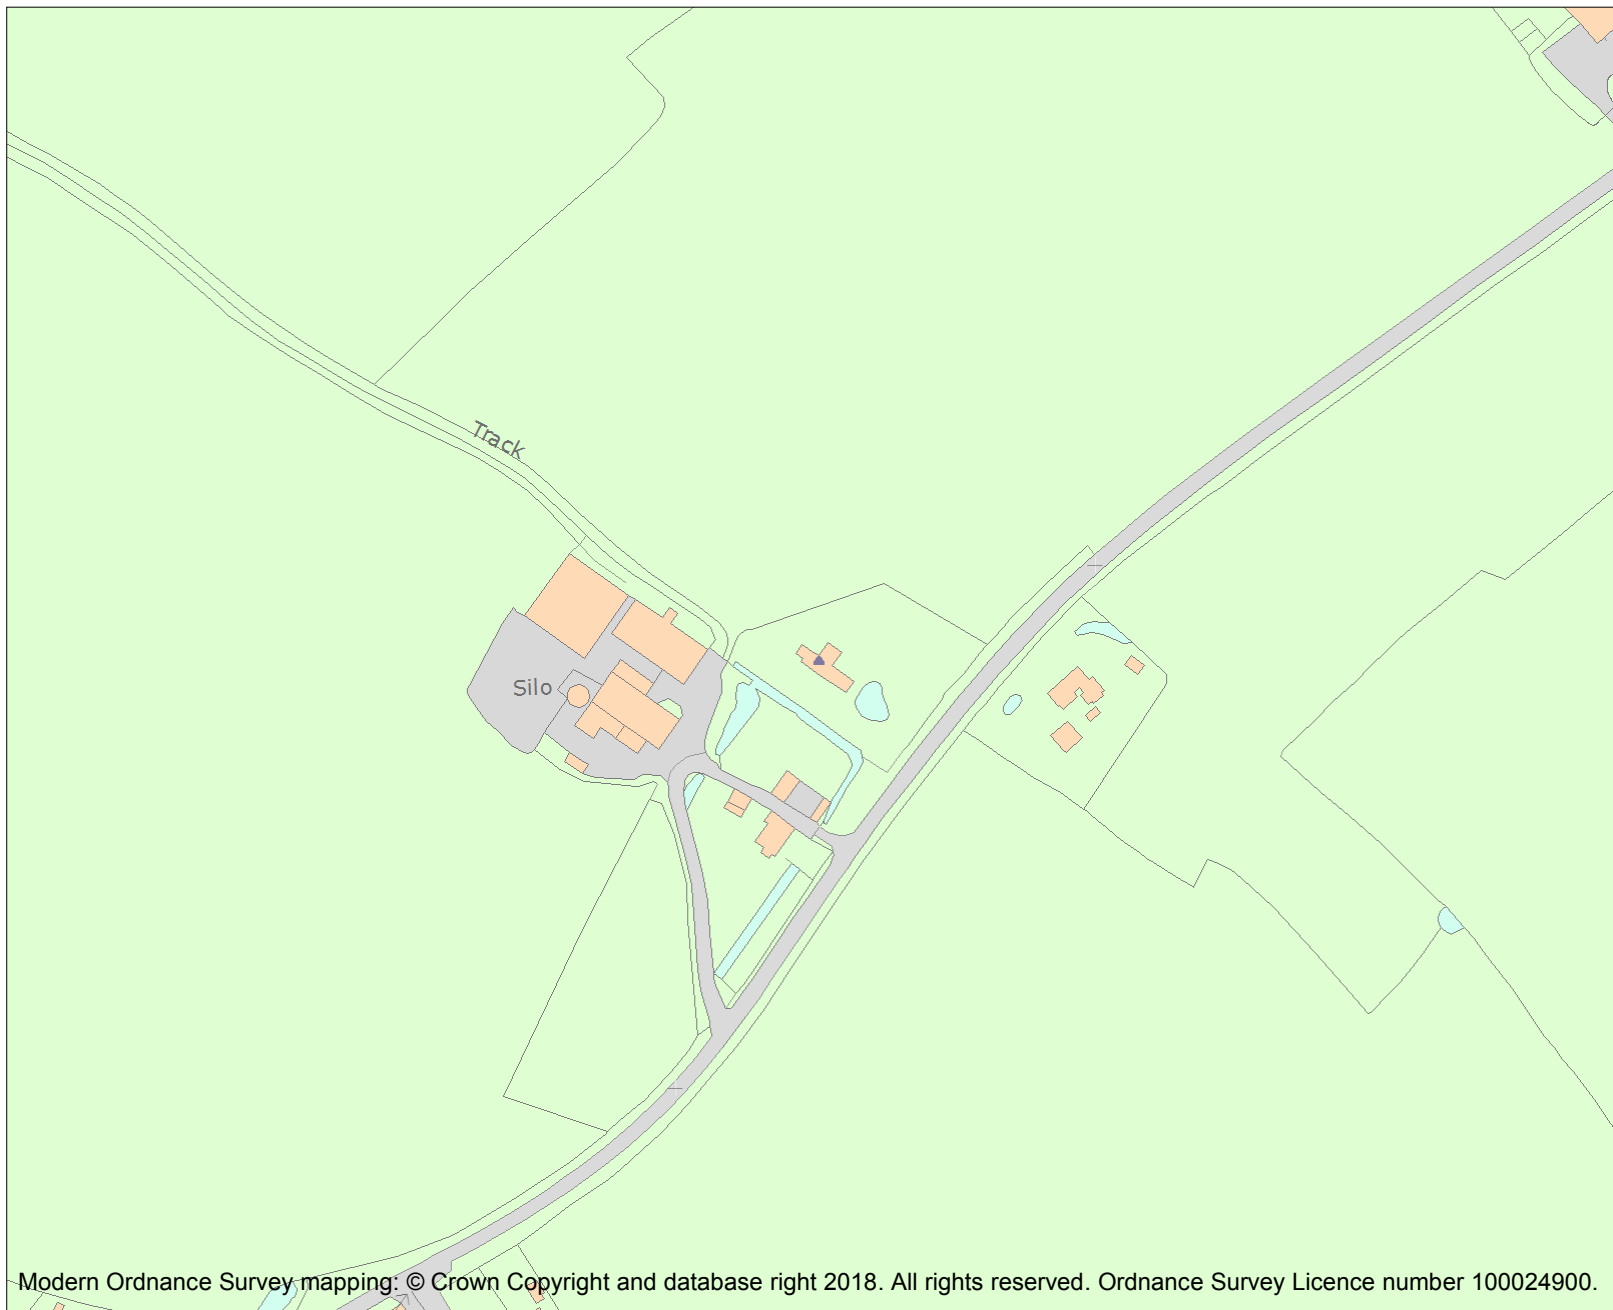 Track
Silo
Modern Ordnance Survey mapping: © Crown Copyright and database right 2018. All rights reserved. Ordnance Survey Licence number 100024900.